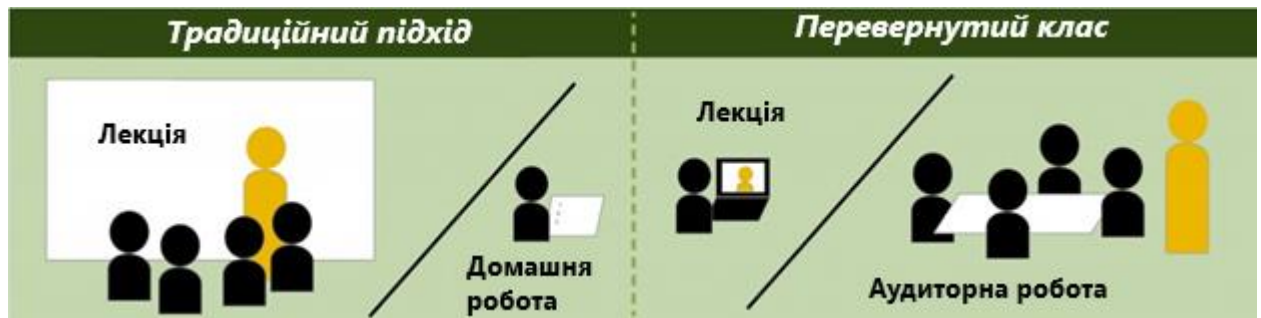 Традиційний підхід
Перевернутий клас
Лекція
Домашня
робота
Лекція
Аудиторна робота